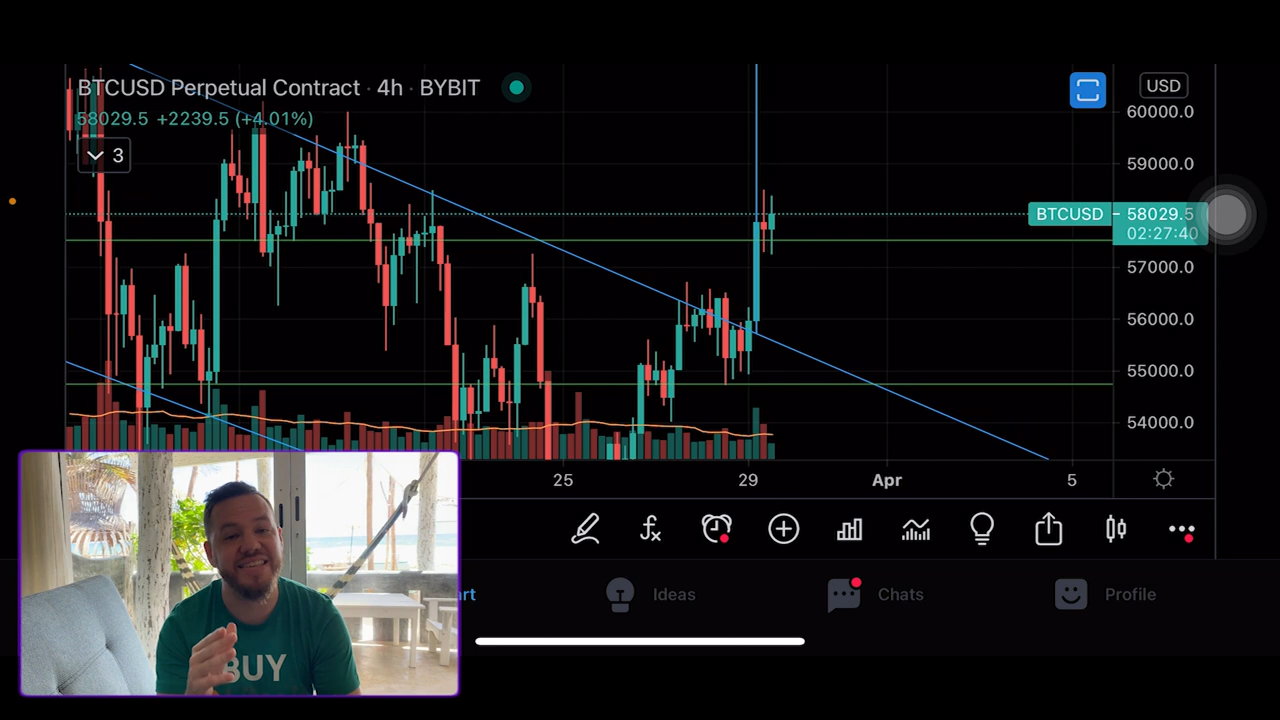 BTCUSD Perpetual Contract · 4h · BYBIT
58029.5 +2239.5 (+4.01%)
3
USD
60000.0
59000.0
BTCUSD 58029.5
02:27:40
57000.0
56000.0
55000.0
54000.0
25 29 Apr 5
rt Ideas Chats Profile
BUY